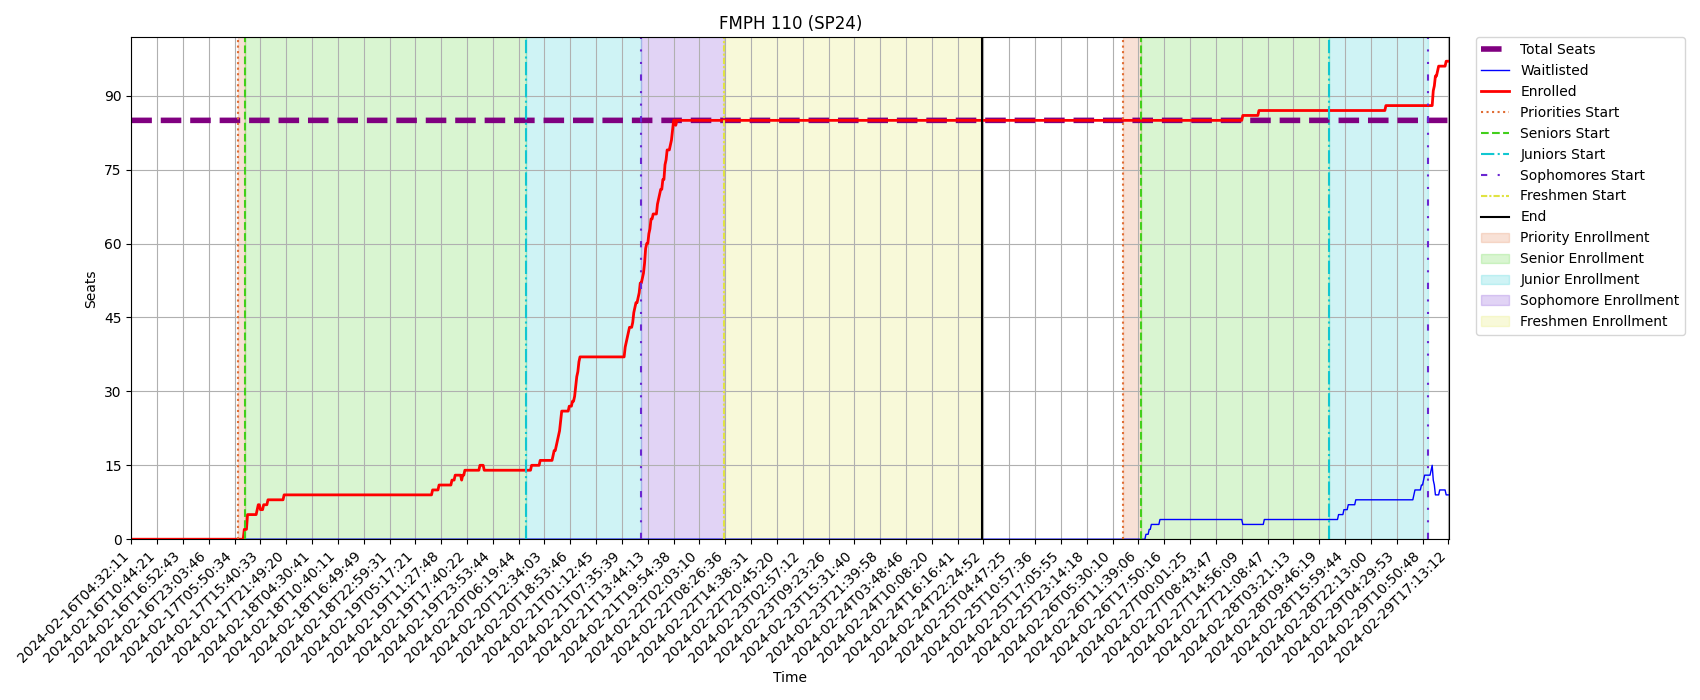 FMPH 110 (SP24)
Seats
90
75
60
45
30
15
0
2024-02-16T04:32:11
2024-02-16T10:44:21
2024-02-16T16:52:43
2024-02-16T23:03:46
2024-02-17T05:50:34
2024-02-17T15:40:33
2024-02-17T21:49:20
2024-02-18T04:30:41
2024-02-18T10:40:11
2024-02-18T16:49:49
2024-02-18T22:59:37
2024-02-19T05:17:21
2024-02-19T11:27:48
2024-02-19T17:40:22
2024-02-19T23:53:44
2024-02-20T06:19:44
2024-02-20T12:34:03
2024-02-20T18:53:46
2024-02-21T01:12:45
2024-02-21T07:35:39
2024-02-21T13:44:13
2024-02-21T19:54:38
2024-02-22T02:03:10
2024-02-22T08:26:36
2024-02-22T14:38:31
2024-02-22T20:45:20
2024-02-23T03:57:12
2024-02-23T09:23:26
2024-02-23T15:31:40
2024-02-23T21:39:58
2024-02-24T03:48:46
2024-02-24T10:08:20
2024-02-24T16:16:41
2024-02-24T22:24:52
2024-02-25T04:47:25
2024-02-25T10:57:36
2024-02-25T17:05:55
2024-02-25T23:14:18
2024-02-26T05:30:10
2024-02-26T11:39:06
2024-02-26T17:50:16
2024-02-27T00:01:25
2024-02-27T08:43:47
2024-02-27T14:56:09
2024-02-27T21:08:47
2024-02-28T03:21:13
2024-02-28T09:46:19
2024-02-28T15:59:44
2024-02-28T22:13:00
2024-02-29T04:29:53
2024-02-29T10:50:48
2024-02-29T17:13:12
Time
Total Seats
Waitlisted
Enrolled
Priorities Start
Seniors Start
Juniors Start
Sophomores Start
Freshmen Start
End
Priority Enrollment
Senior Enrollment
Junior Enrollment
Sophomore Enrollment
Freshmen Enrollment